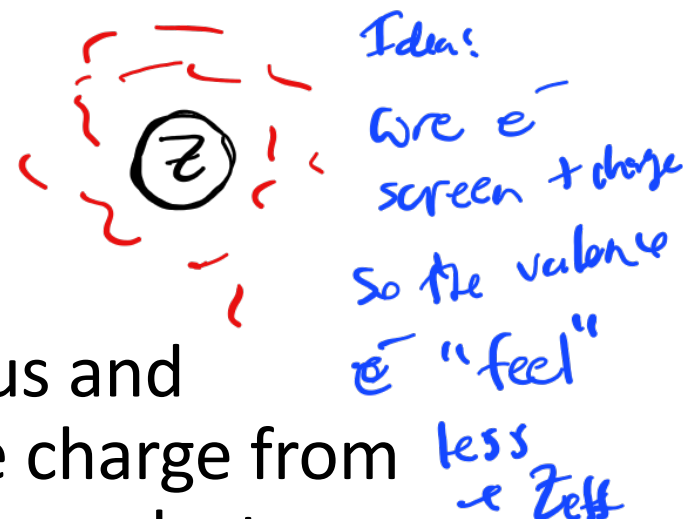 Z
Idea:
Core e⁻
screen + charge
So the valence
e⁻ "feel"
less
Zeff
us and
e charge from